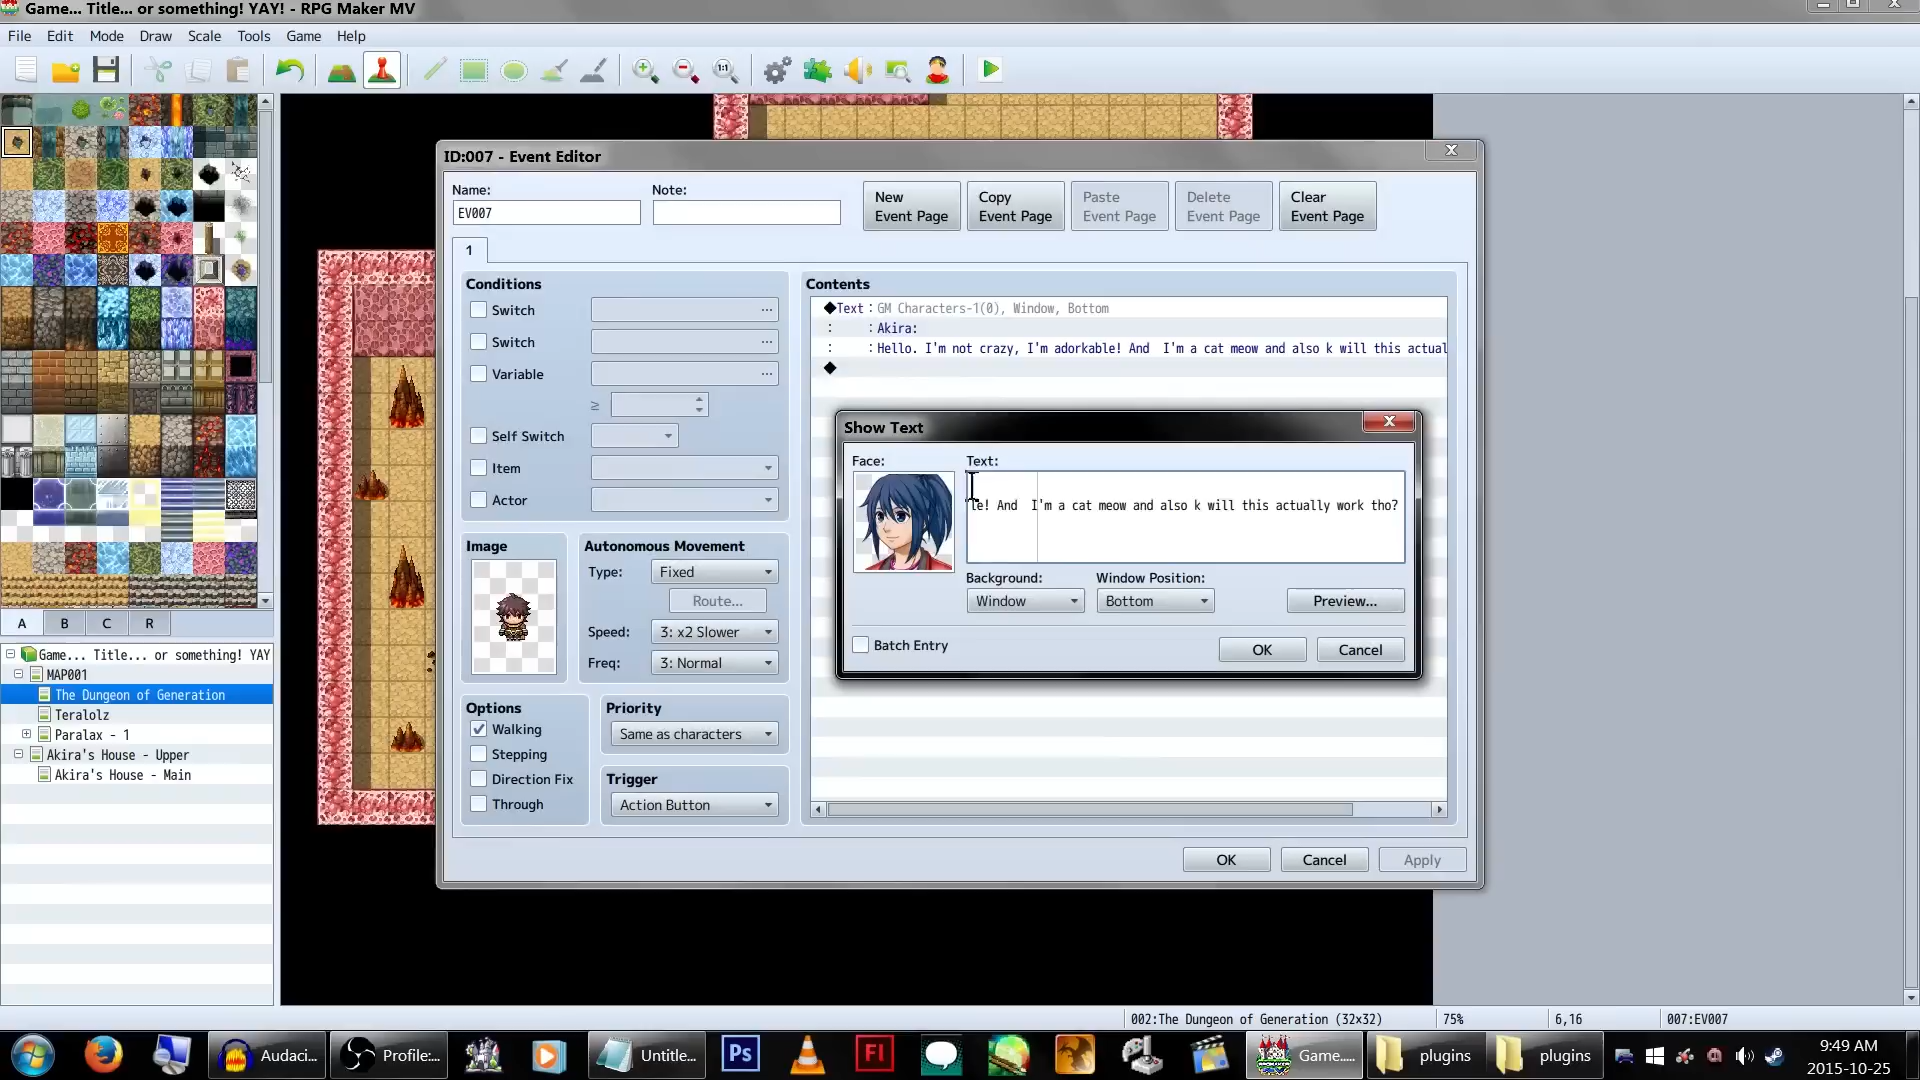 Game... Title... or something! YAY! - RPG Maker MV
File Edit Mode Draw Scale Tools Game Help
1:1
ID:007 - Event Editor
Name:
Note:
EV007
New Event Page
Copy Event Page
Paste Event Page
Delete Event Page
Clear Event Page
1
Conditions
Switch ...
Switch ...
Variable ...
≥
Self Switch
Item
Actor
Image
Autonomous Movement
Type: Fixed
Route...
Speed: 3: x2 Slower
Freq: 3: Normal
Options
Walking
Stepping
Direction Fix
Through
Priority
Same as characters
Trigger
Action Button
Contents
◆Text : GM Characters-1(0), Window, Bottom
: : Akira:
: : Hello. I'm not crazy, I'm adorkable! And  I'm a cat meow and also k will this actual
◆
Show Text
Face:
Text:
le! And  I'm a cat meow and also k will this actually work tho?
Background:
Window Position:
Window
Bottom
Preview...
Batch Entry
OK
Cancel
OK
Cancel
Apply
A B C R
Game... Title... or something! YAY
MAP001
The Dungeon of Generation
Teralolz
Paralax - 1
Akira's House - Upper
Akira's House - Main
002:The Dungeon of Generation (32x32)
75%
6,16
007:EV007
Audaci...
Profile:...
Untitle...
Ps
Fl
Game.....
plugins
plugins
9:49 AM
2015-10-25